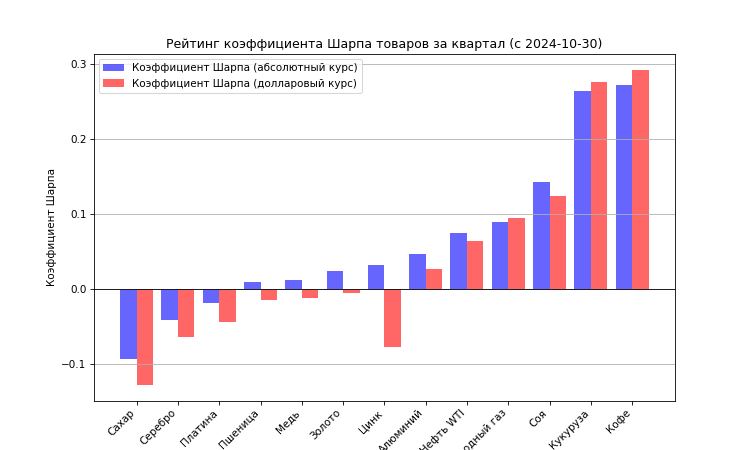 Рейтинг коэффициента Шарпа товаров за квартал (с 2024-10-30)
Коэффициент Шарпа (абсолютный курс)
Коэффициент Шарпа (долларовый курс)
Коэффициент Шарпа
0.3
0.2
0.1
0.0
−0.1
Сахар
Серебро
Платина
Пшеница
Медь
Золото
Цинк
Алюминий
Нефть WTI
газ
Соя
Кукуруза
Кофе